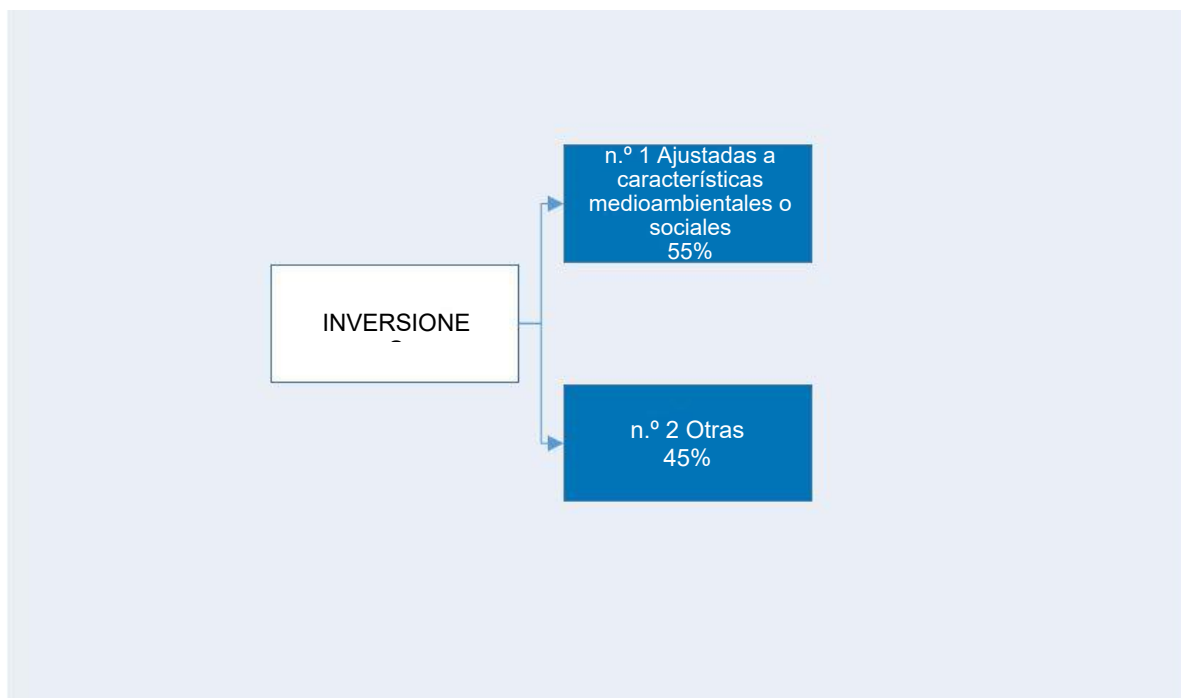 n.º 1 Ajustadas a
características
medioambientales o
sociales
55%
INVERSIONE
n.º 2 Otras
45%